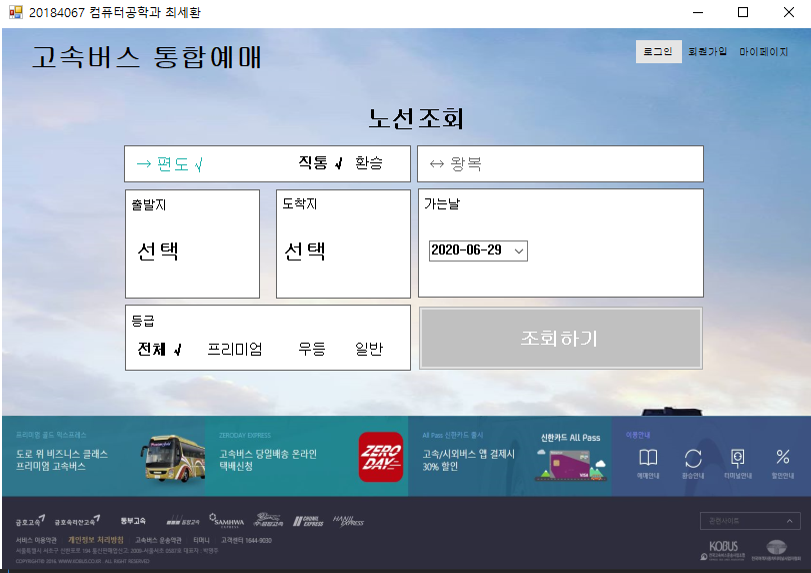 20184067 컴퓨터공학과 최세환
고속버스 통합예매
로그인 회원가입 마이페이지
노선조회
→ 편도 √ 직통 √ 환승 ↔ 왕복
출발지 도착지 가는날
선택 선택 2020-06-29
등급
전체 √ 프리미엄 우등 일반 조회하기
프리미엄 골드 익스프레스
도로 위 비즈니스 클래스
프리미엄 고속버스
ZERODAY EXPRESS
고속버스 당일배송 온라인
택배신청
ZERO
DAY
All Pass 신한카드 출시
고속/시외버스 앱 결제시
30% 할인
신한카드 All Pass
이용안내
예매안내 환승안내 터미널안내 할인안내
금호고속 금호속리산고속 동부고속 동양고속 SAMHWA 중앙고속 CHEONIL EXPRESS HANIL EXPRESS
관련사이트
서비스 이용약관 개인정보 처리방침 고속버스 운송약관 티머니 고객센터 1644-9030
COPYRIGHT© 2016. WWW.KOBUS.CO.KR. ALL RIGHT RESERVED
KOBUS